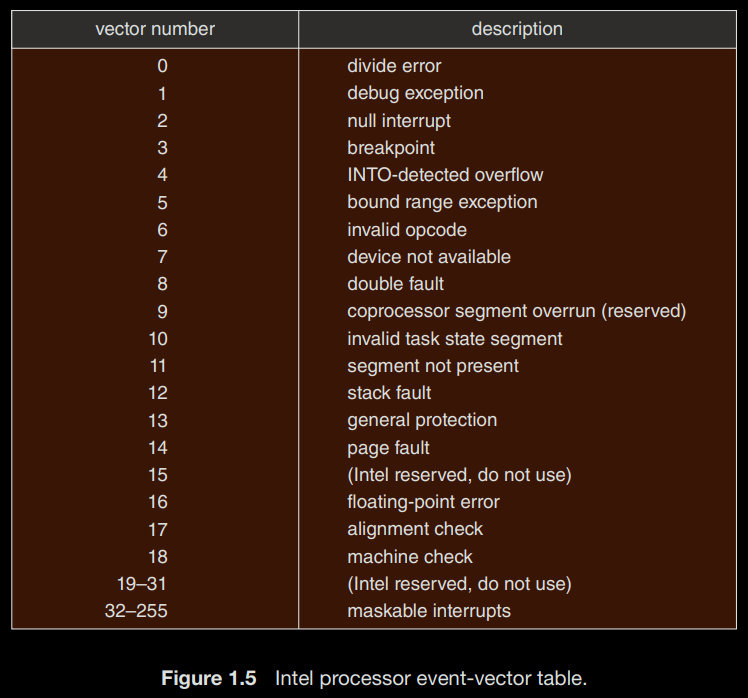 vector number description
0 divide error
1 debug exception
2 null interrupt
3 breakpoint
4 INTO-detected overflow
5 bound range exception
6 invalid opcode
7 device not available
8 double fault
9 coprocessor segment overrun (reserved)
10 invalid task state segment
11 segment not present
12 stack fault
13 general protection
14 page fault
15 (Intel reserved, do not use)
16 floating-point error
17 alignment check
18 machine check
19–31 (Intel reserved, do not use)
32–255 maskable interrupts
Figure 1.5 Intel processor event-vector table.